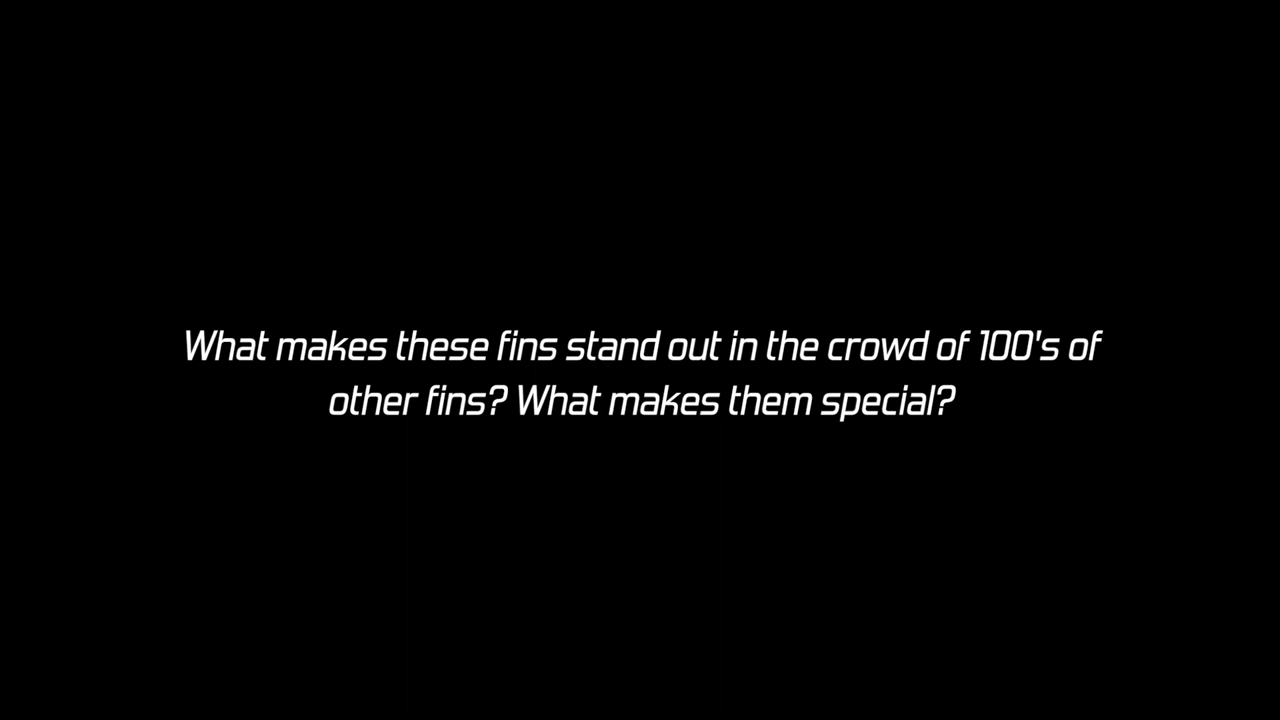 What makes these fins stand out in the crowd of 100's of
other fins? What makes them special?